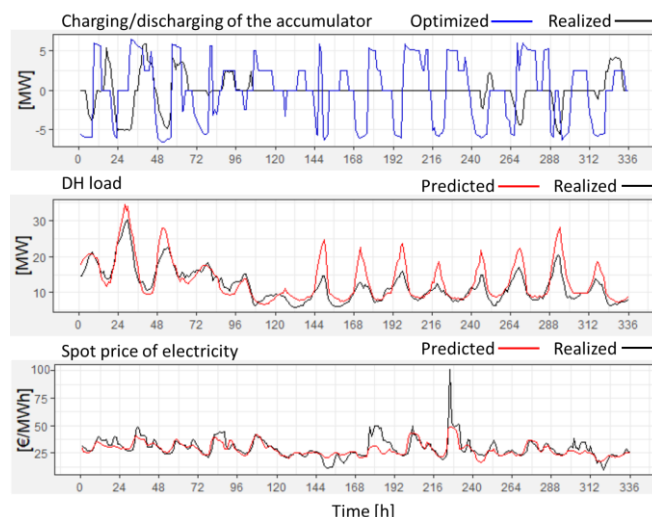 Charging/discharging of the accumulator Optimized Realized
[MW]
5
0
-5
0 24 48 72 96 120 144 168 192 216 240 264 288 312 336
DH load Predicted Realized
[MW]
30
20
10
0 24 48 72 96 120 144 168 192 216 240 264 288 312 336
Spot price of electricity Predicted Realized
[€/MWh]
100
75
50
25
0 24 48 72 96 120 144 168 192 216 240 264 288 312 336
Time [h]